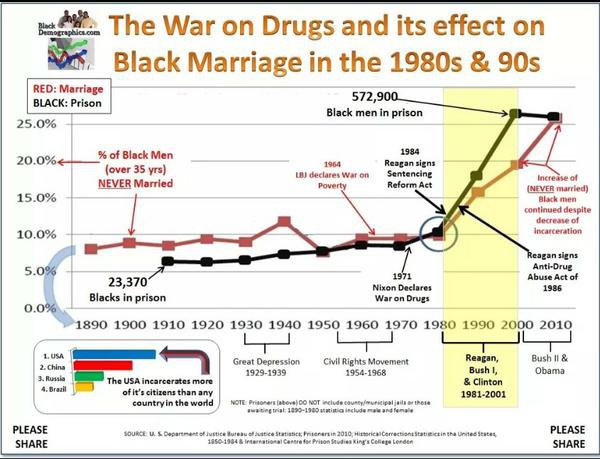 Black
Demographics.com
The War on Drugs and its effect on
Black Marriage in the 1980s & 90s
RED: Marriage
BLACK: Prison
572,900
Black men in prison
25.0%
20.0%
15.0%
10.0%
5.0%
0.0%
% of Black Men
(over 35 yrs)
NEVER Married
1964
LBJ declares War on
Poverty
1984
Reagan signs
Sentencing
Reform Act
Increase of
(NEVER married)
Black men
continued despite
decrease of
incarceration
23,370
Blacks in prison
1971
Nixon Declares
War on Drugs
Reagan signs
Anti-Drug
Abuse Act of
1986
1890 1900 1910 1920 1930 1940 1950 1960 1970 1980 1990 2000 2010
Great Depression
1929-1939
Civil Rights Movement
1954-1968
Reagan,
Bush I,
& Clinton
1981-2001
Bush II &
Obama
1. USA
2. China
3. Russia
4. Brazil
The USA incarcerates more
of it's citizens than any
country in the world
NOTE: Prisoners (above) DO NOT include county/municipal jails or those
awaiting trial. 1890-1980 statistics include male and female
PLEASE
SHARE
SOURCE: U. S. Department of Justice Bureau of Justice Statistics; Prisoners in 2010; Historical Corrections Statistics in the United States,
1850-1984 & International Centre for Prison Studies King's College London
PLEASE
SHARE